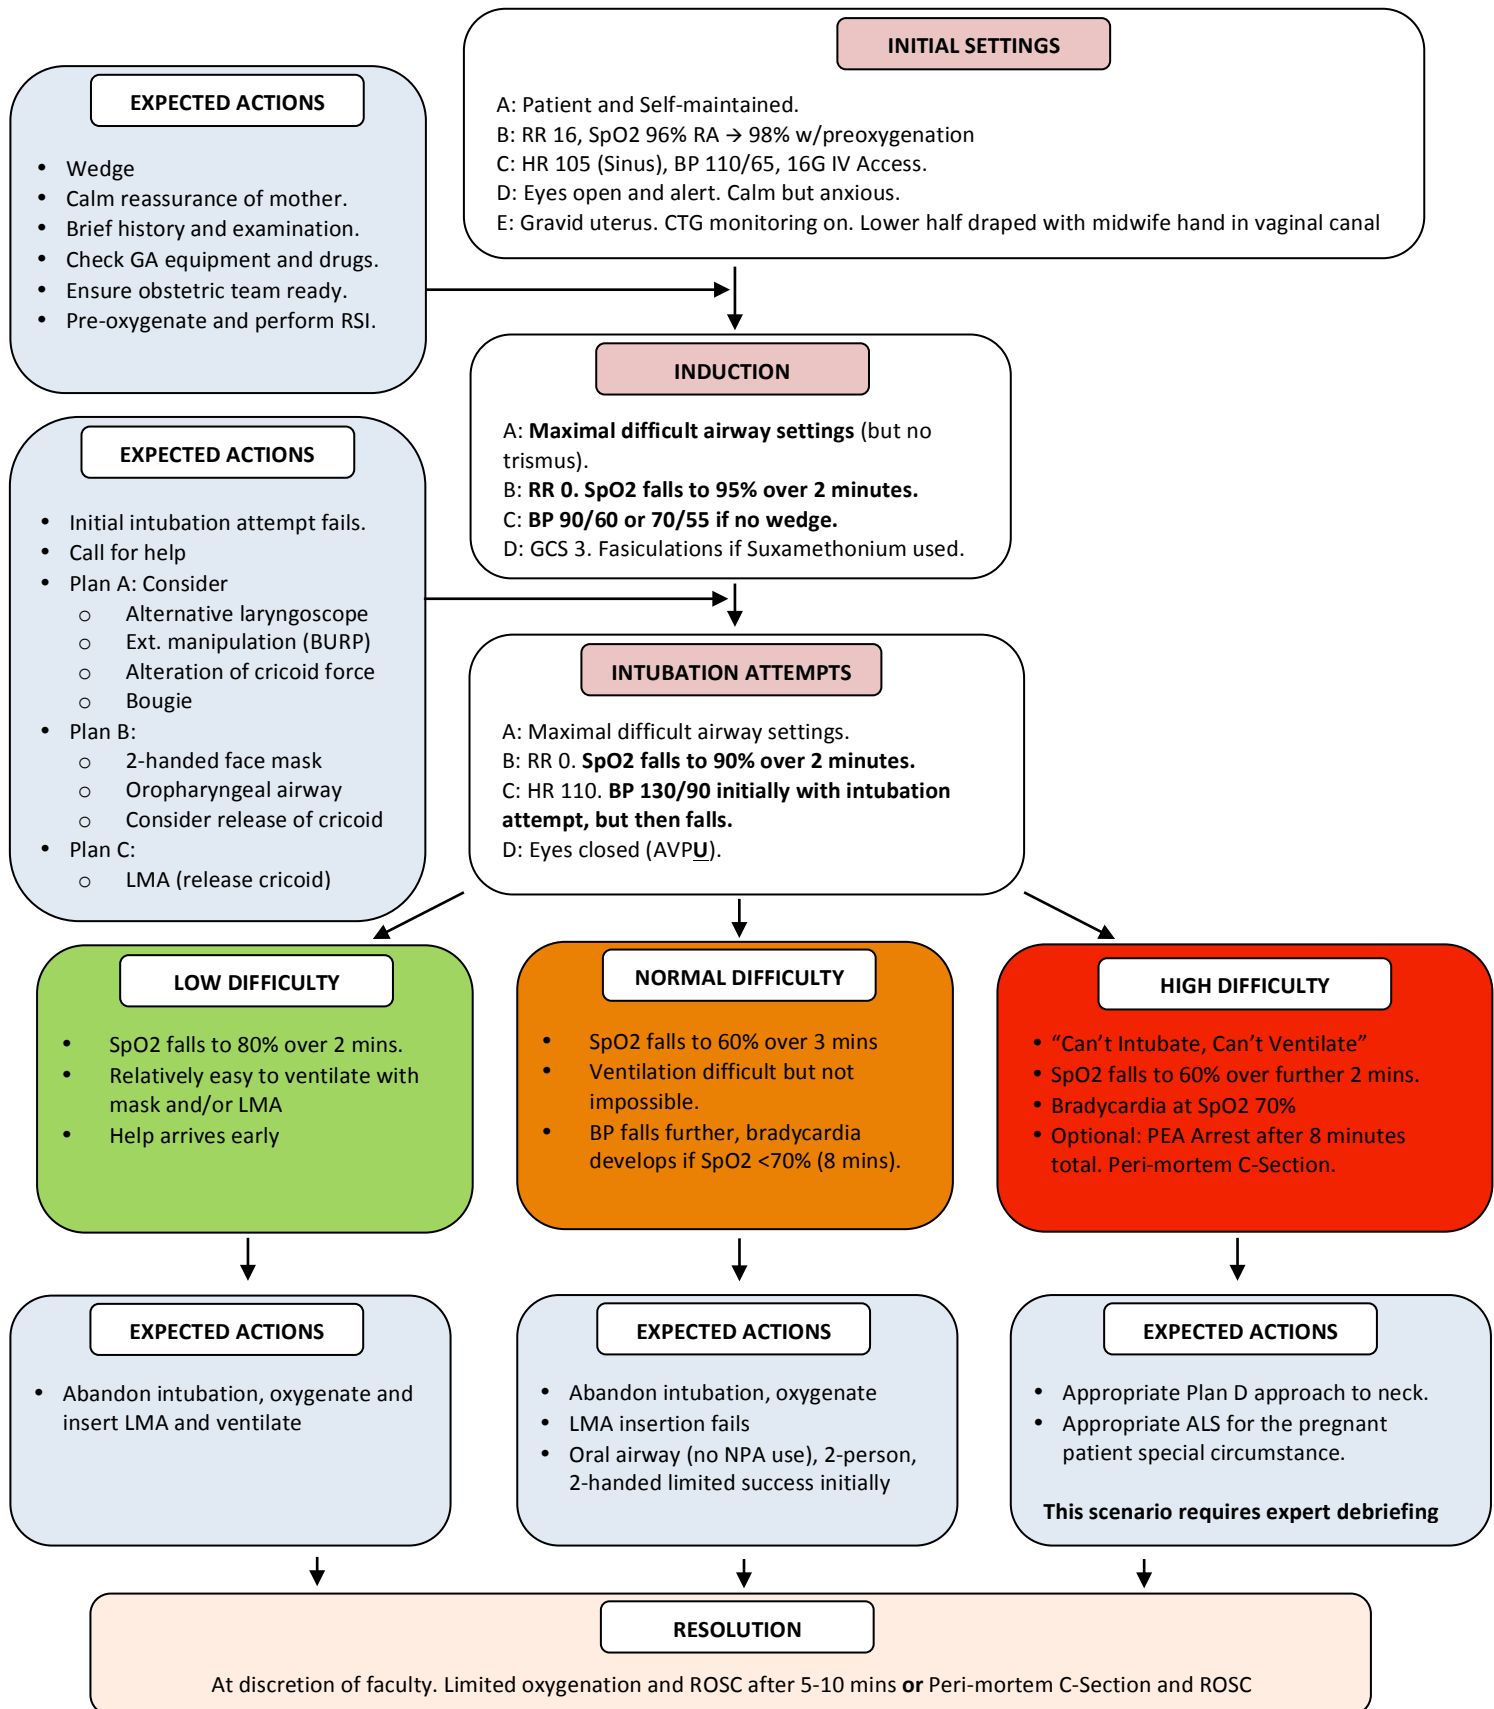 INITIAL SETTINGS
A: Patient and Self-maintained.
B: RR 16, SpO2 96% RA → 98% w/preoxygenation
C: HR 105 (Sinus), BP 110/65, 16G IV Access.
D: Eyes open and alert. Calm but anxious.
E: Gravid uterus. CTG monitoring on. Lower half draped with midwife hand in vaginal canal
EXPECTED ACTIONS
• Wedge
• Calm reassurance of mother.
• Brief history and examination.
• Check GA equipment and drugs.
• Ensure obstetric team ready.
• Pre-oxygenate and perform RSI.
INDUCTION
A: Maximal difficult airway settings (but no
trismus).
B: RR 0. SpO2 falls to 95% over 2 minutes.
C: BP 90/60 or 70/55 if no wedge.
D: GCS 3. Fasiculations if Suxamethonium used.
EXPECTED ACTIONS
• Initial intubation attempt fails.
• Call for help
• Plan A: Consider
o Alternative laryngoscope
o Ext. manipulation (BURP)
o Alteration of cricoid force
o Bougie
• Plan B:
o 2-handed face mask
o Oropharyngeal airway
o Consider release of cricoid
• Plan C:
o LMA (release cricoid)
INTUBATION ATTEMPTS
A: Maximal difficult airway settings.
B: RR 0. SpO2 falls to 90% over 2 minutes.
C: HR 110. BP 130/90 initially with intubation
attempt, but then falls.
D: Eyes closed (AVPU).
LOW DIFFICULTY
• SpO2 falls to 80% over 2 mins.
• Relatively easy to ventilate with
mask and/or LMA
• Help arrives early
NORMAL DIFFICULTY
• SpO2 falls to 60% over 3 mins
• Ventilation difficult but not
impossible.
• BP falls further, bradycardia
develops if SpO2 <70% (8 mins).
HIGH DIFFICULTY
• “Can’t Intubate, Can’t Ventilate”
• SpO2 falls to 60% over further 2 mins.
• Bradycardia at SpO2 70%
• Optional: PEA Arrest after 8 minutes
total. Peri-mortem C-Section.
EXPECTED ACTIONS
• Abandon intubation, oxygenate and
insert LMA and ventilate
EXPECTED ACTIONS
• Abandon intubation, oxygenate
• LMA insertion fails
• Oral airway (no NPA use), 2-person,
2-handed limited success initially
EXPECTED ACTIONS
• Appropriate Plan D approach to neck.
• Appropriate ALS for the pregnant
patient special circumstance.
This scenario requires expert debriefing
RESOLUTION
At discretion of faculty. Limited oxygenation and ROSC after 5-10 mins or Peri-mortem C-Section and ROSC